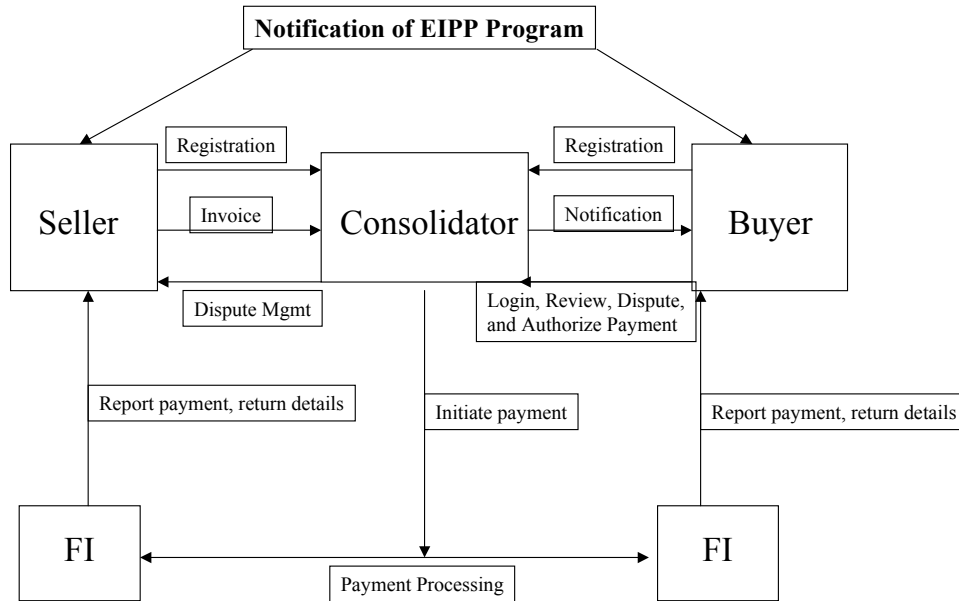 Notification of EIPP Program
Registration
Registration
Seller
Invoice
Consolidator
Notification
Buyer
Dispute Mgmt
Login, Review, Dispute,
and Authorize Payment
Report payment, return details
Initiate payment
Report payment, return details
FI
FI
Payment Processing